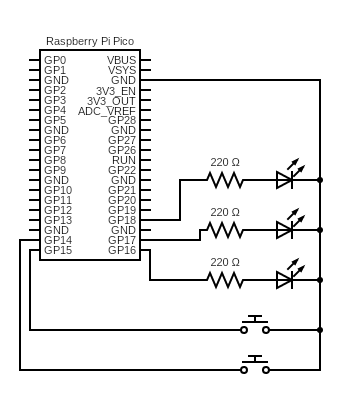 Raspberry Pi Pico
GP0 VBUS
GP1 VSYS
GND GND
GP2 3V3_EN
GP3 3V3_OUT
GP4 ADC_VREF
GP5 GP28
GND GND
GP6 GP27
GP7 GP26
GP8 RUN
GP9 GP22
GND GND
GP10 GP21
GP11 GP20
GP12 GP19
GP13 GP18
GND GND
GP14 GP17
GP15 GP16
220 Ω
220 Ω
220 Ω